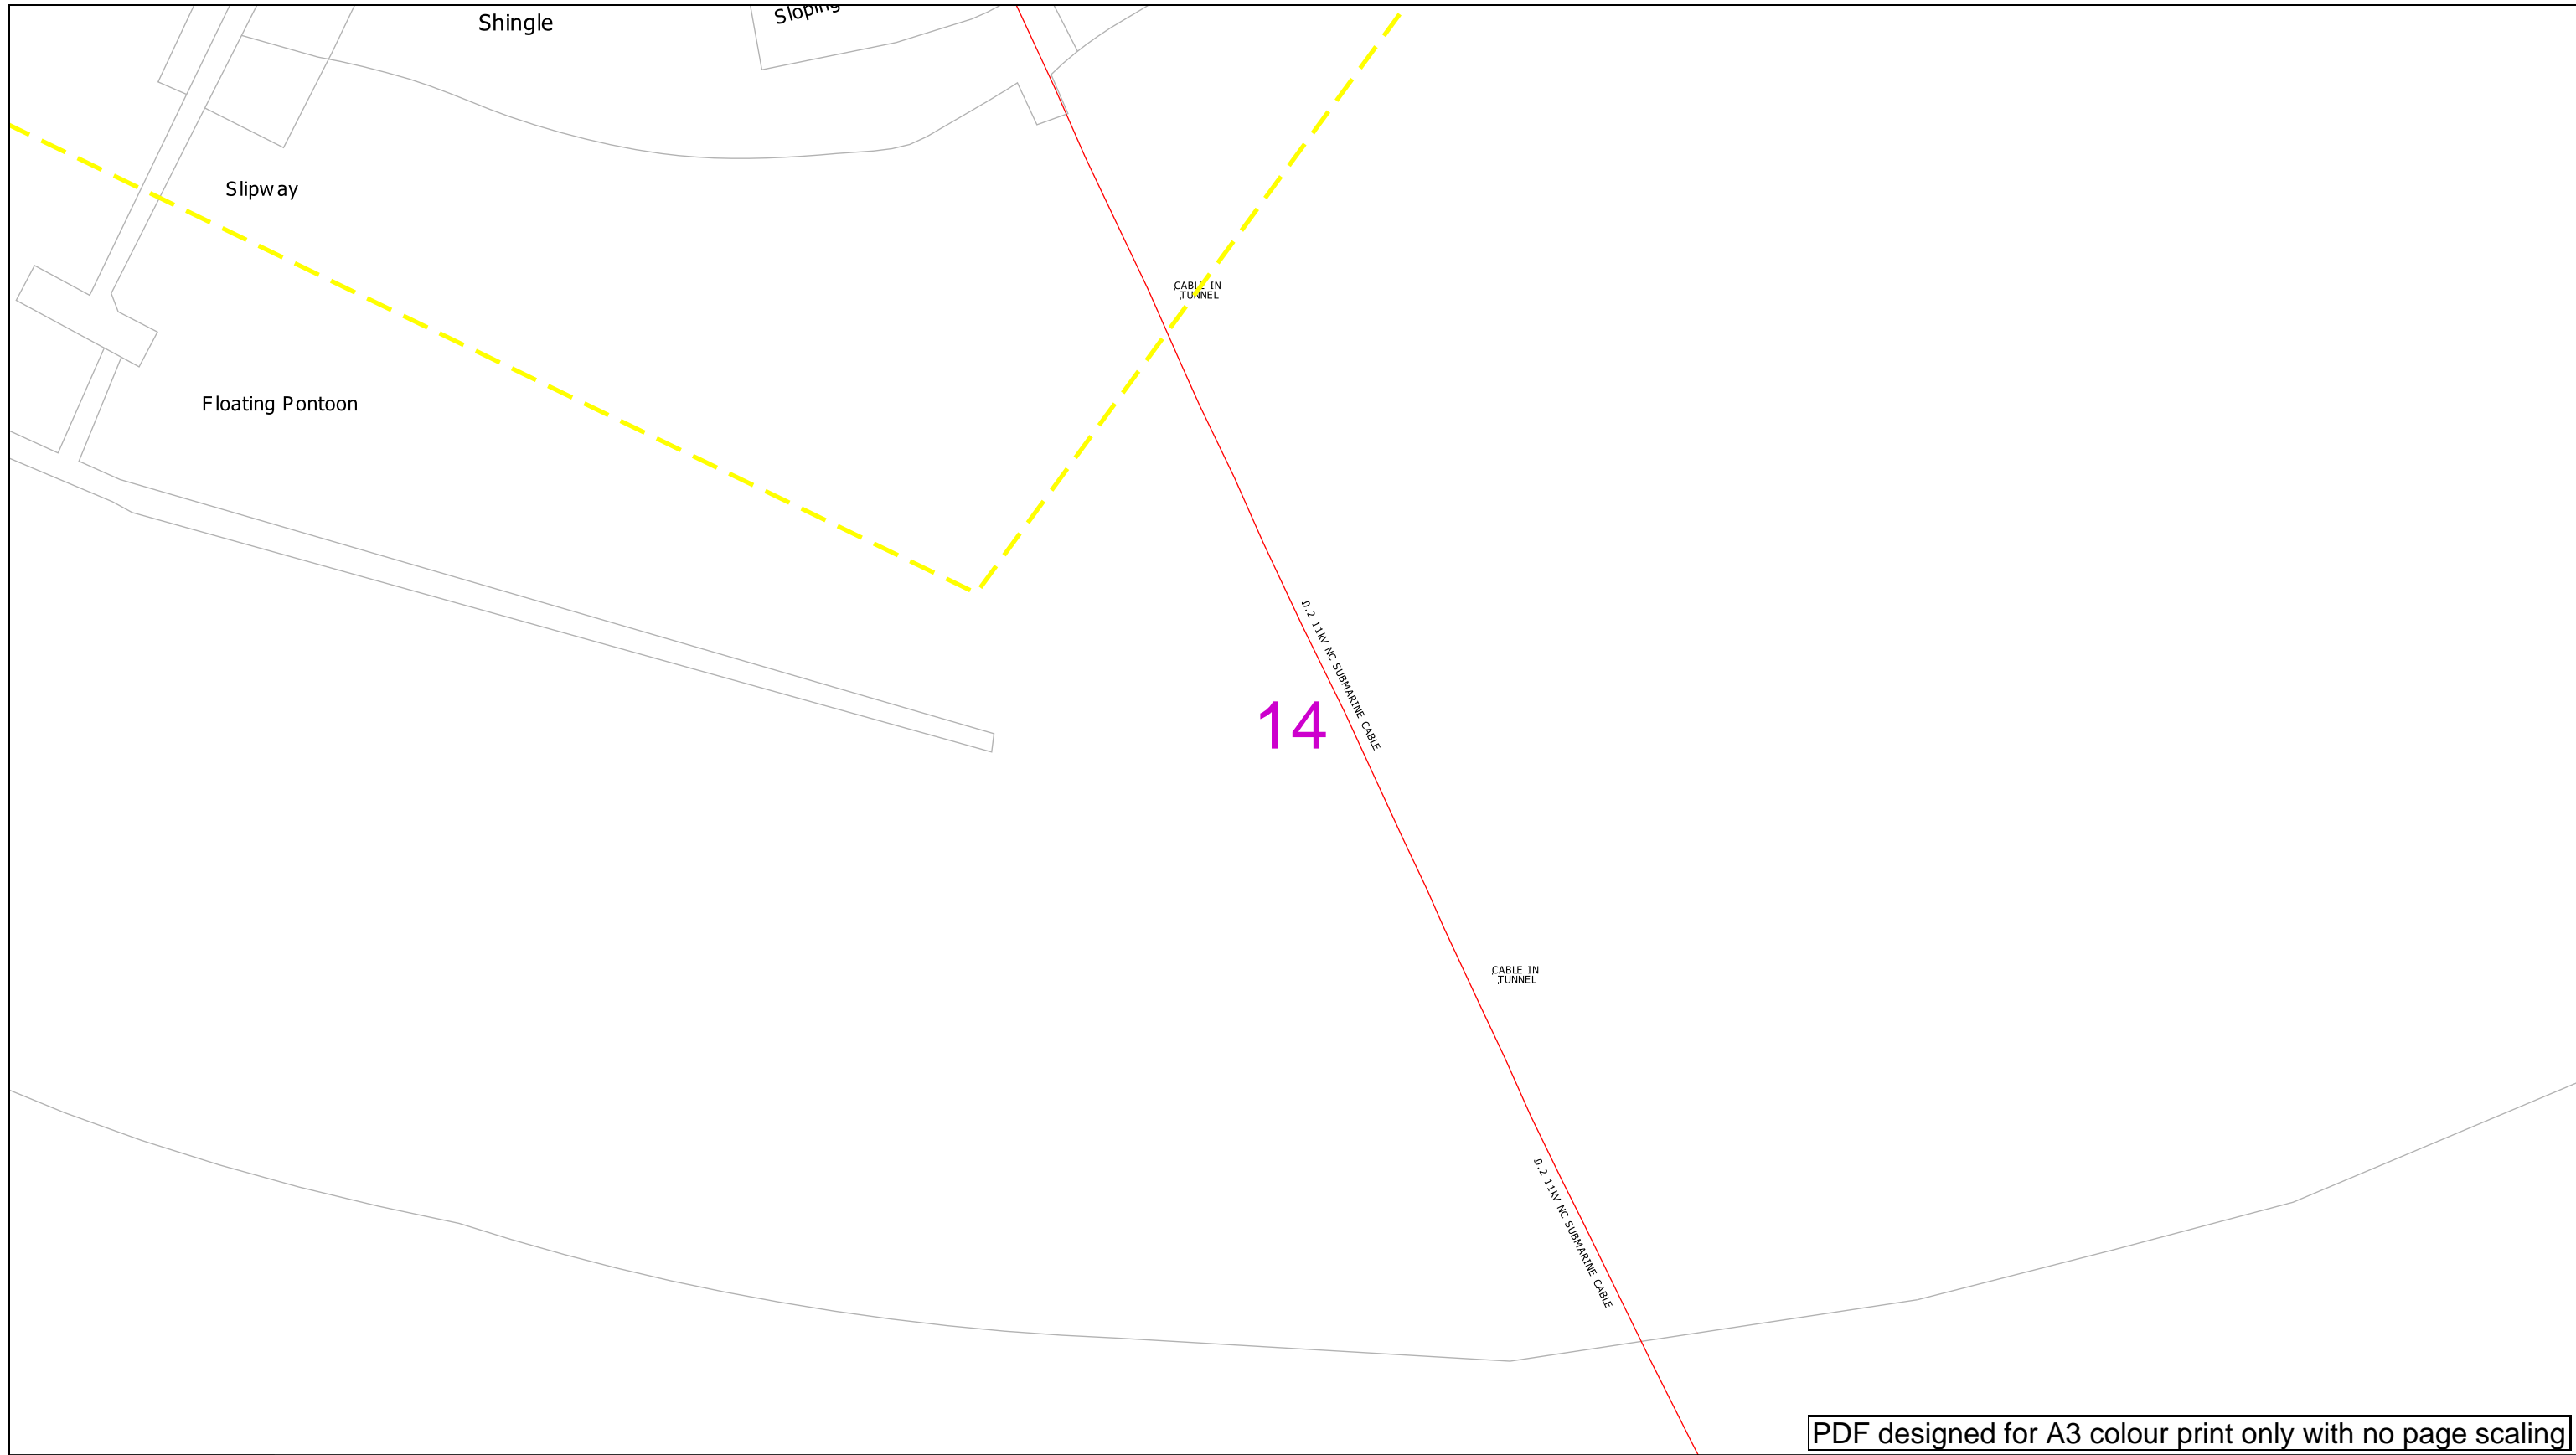 Shingle
Sloping
Slipway
CABLE IN
TUNNEL
Floating Pontoon
0.2 11kV NC SUBMARINE CABLE
14
CABLE IN
TUNNEL
0.2 11kV NC SUBMARINE CABLE
PDF designed for A3 colour print only with no page scaling